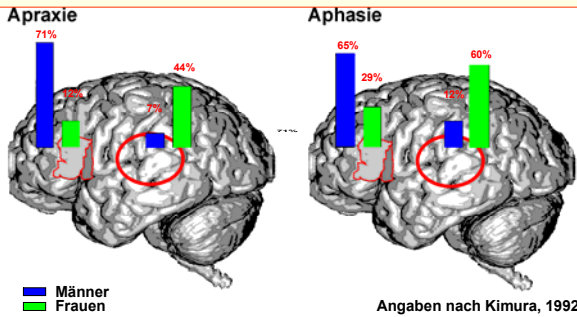 Apraxie
Aphasie
71%
12%
7%
44%
65%
29%
12%
60%
Männer
Frauen
Angaben nach Kimura, 1992